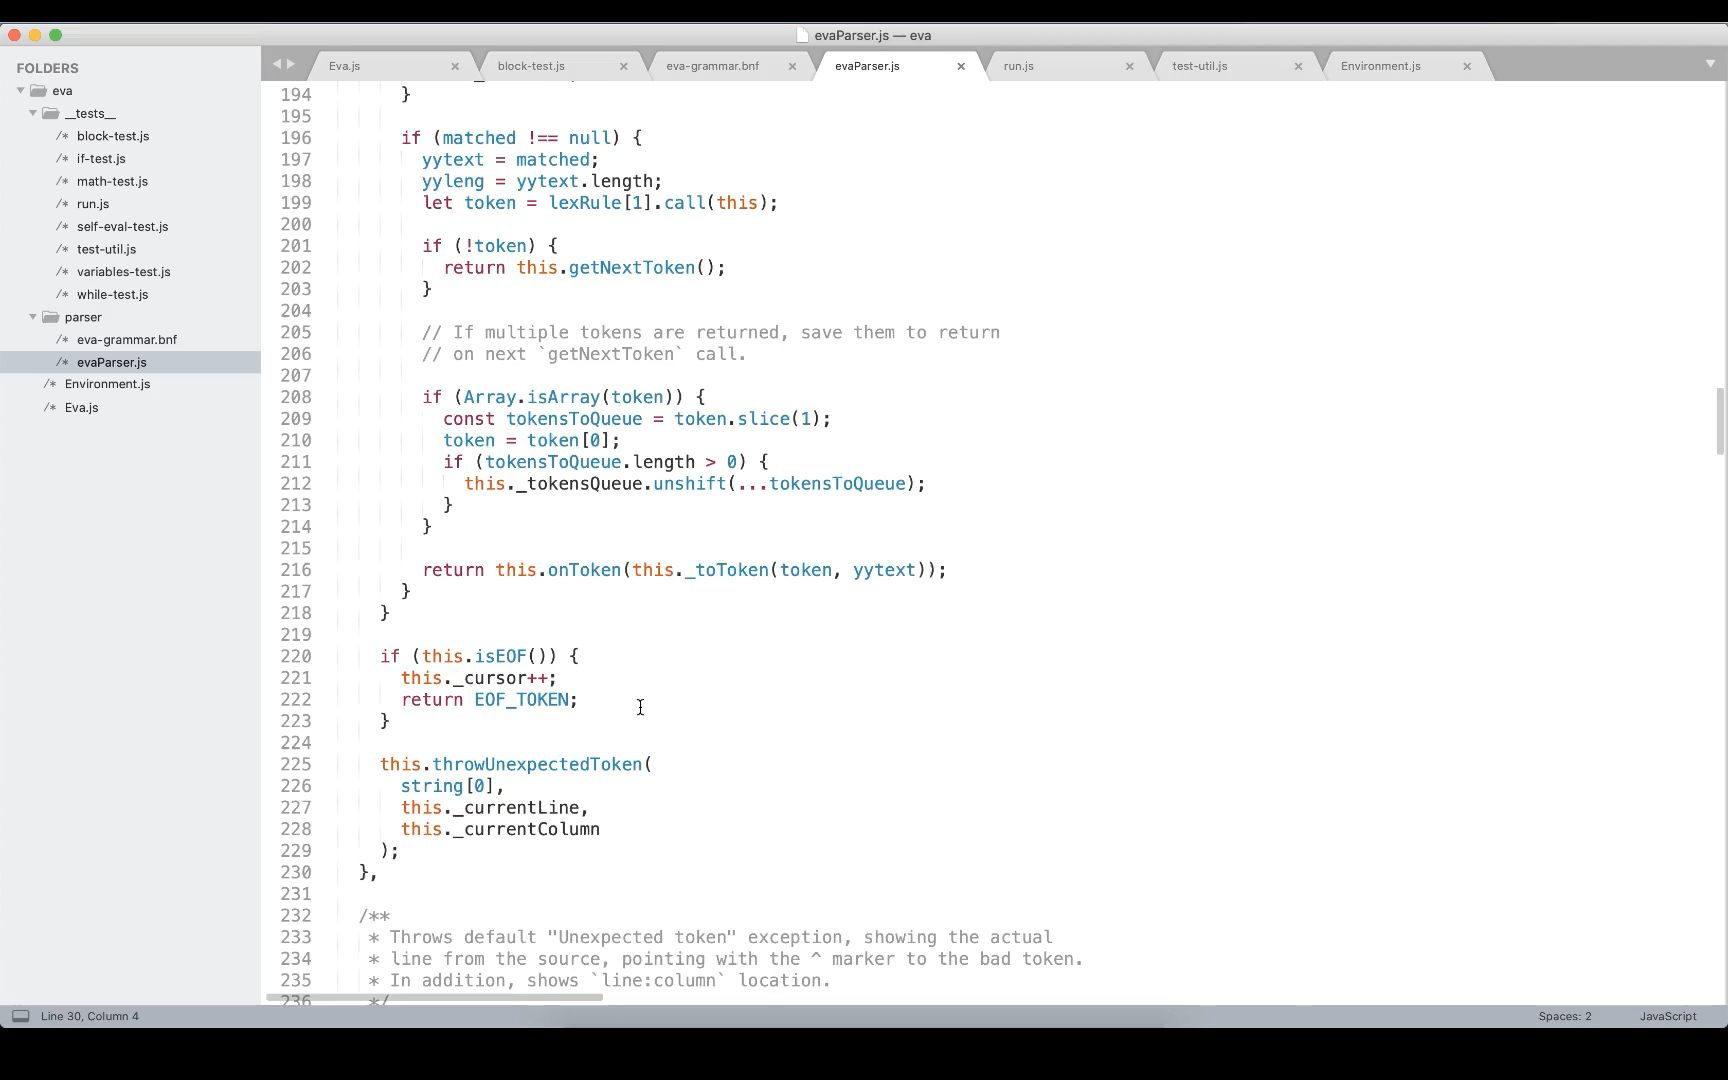 evaParser.js — eva
FOLDERS
eva
__tests__
/* block-test.js
/* if-test.js
/* math-test.js
/* run.js
/* self-eval-test.js
/* test-util.js
/* variables-test.js
/* while-test.js
parser
/* eva-grammar.bnf
/* evaParser.js
/* Environment.js
/* Eva.js
Eva.js × block-test.js × eva-grammar.bnf × evaParser.js × run.js × test-util.js × Environment.js ×
194 }
195
196 if (matched !== null) {
197 yytext = matched;
198 yyleng = yytext.length;
199 let token = lexRule[1].call(this);
200
201 if (!token) {
202 return this.getNextToken();
203 }
204
205 // If multiple tokens are returned, save them to return
206 // on next `getNextToken` call.
207
208 if (Array.isArray(token)) {
209 const tokensToQueue = token.slice(1);
210 token = token[0];
211 if (tokensToQueue.length > 0) {
212 this._tokensQueue.unshift(...tokensToQueue);
213 }
214 }
215
216 return this.onToken(this._toToken(token, yytext));
217 }
218 }
219
220 if (this.isEOF()) {
221 this._cursor++;
222 return EOF_TOKEN;
223 }
224
225 this.throwUnexpectedToken(
226 string[0],
227 this._currentLine,
228 this._currentColumn
229 );
230 },
231
232 /**
233 * Throws default "Unexpected token" exception, showing the actual
234 * line from the source, pointing with the ^ marker to the bad token.
235 * In addition, shows `line:column` location.
236 */
Line 30, Column 4
Spaces: 2
JavaScript